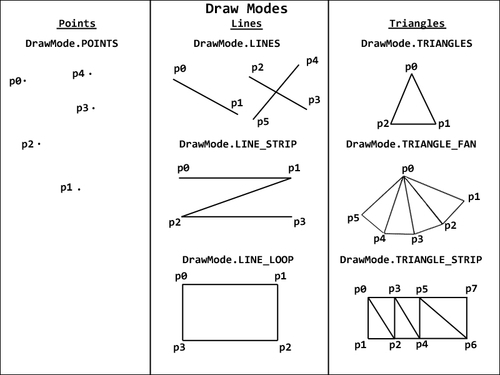 Draw Modes
Points
DrawMode.POINTS
p0
p4
p3
p2
p1
Lines
DrawMode.LINES
p0
p2
p4
p1
p3
p5
DrawMode.LINE_STRIP
p0
p1
p2
p3
DrawMode.LINE_LOOP
p0
p1
p3
p2
Triangles
DrawMode.TRIANGLES
p0
p2
p1
DrawMode.TRIANGLE_FAN
p0
p1
p5
p2
p4
p3
DrawMode.TRIANGLE_STRIP
p0
p3
p5
p7
p1
p2
p4
p6